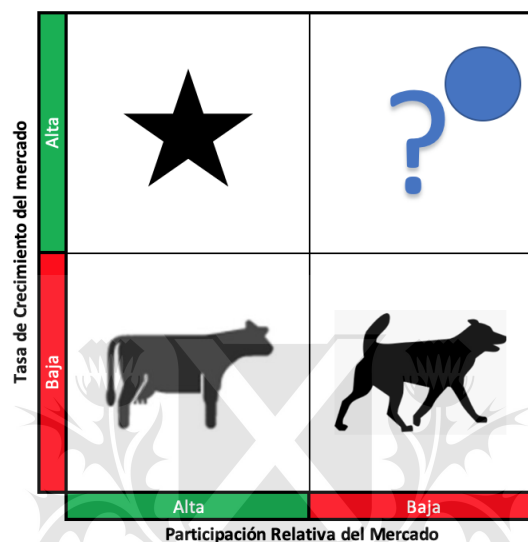 Tasa de Crecimiento del mercado
Alta
?
Baja
Alta
Baja
Participación Relativa del Mercado